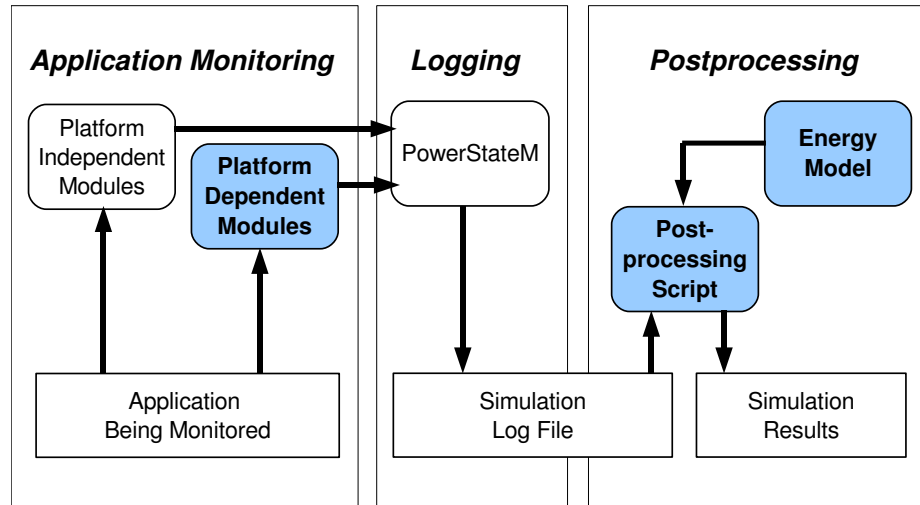 Application Monitoring
Logging
Postprocessing
Platform
Independent
Modules
Platform
Dependent
Modules
PowerStateM
Energy
Model
Post-
processing
Script
Application
Being Monitored
Simulation
Log File
Simulation
Results